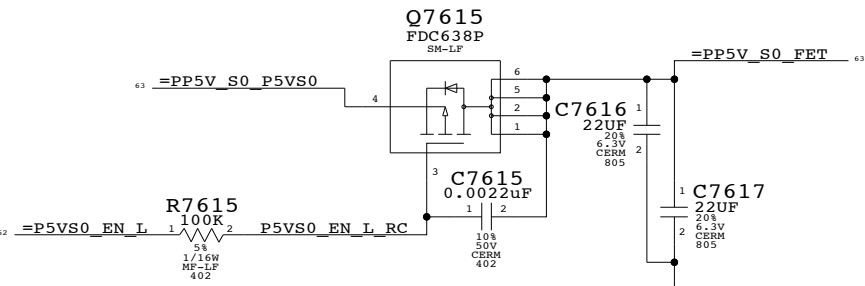 Q7615
FDC638P
SM-LF
=PP5V_S0_FET
63
63
=PP5V_S0_P5VS0
4
6
5
2
1
3
C7616
22UF
20%
6.3V
CERM
805
1
2
C7615
0.0022uF
1
2
10%
50V
CERM
402
C7617
22UF
20%
6.3V
CERM
805
1
2
R7615
100K
=P5VS0_EN_L
1
2
P5VS0_EN_L_RC
5%
1/16W
MF-LF
402